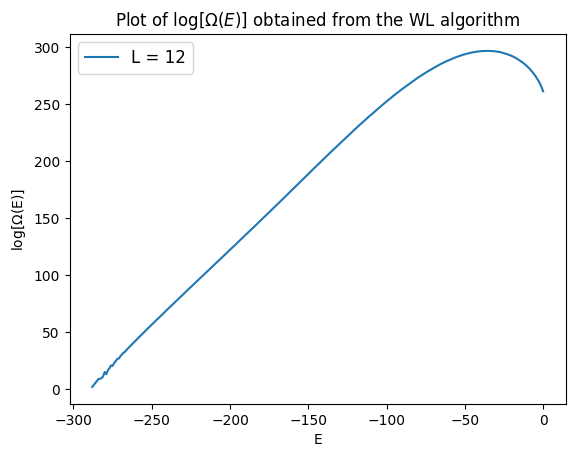 Plot of log[Ω(E)] obtained from the WL algorithm
L = 12
300
250
200
150
100
50
0
log[Ω(E)]
−300 −250 −200 −150 −100 −50 0
E